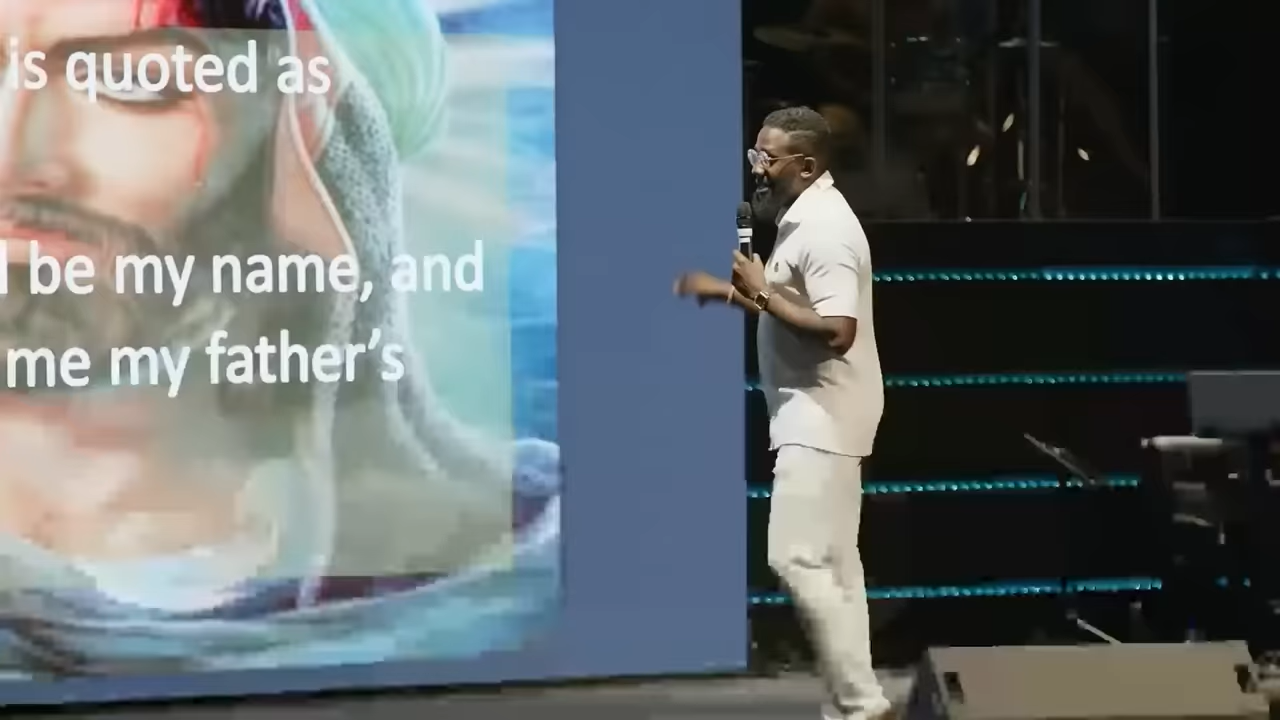 is quoted as
be my name, and
me my father's